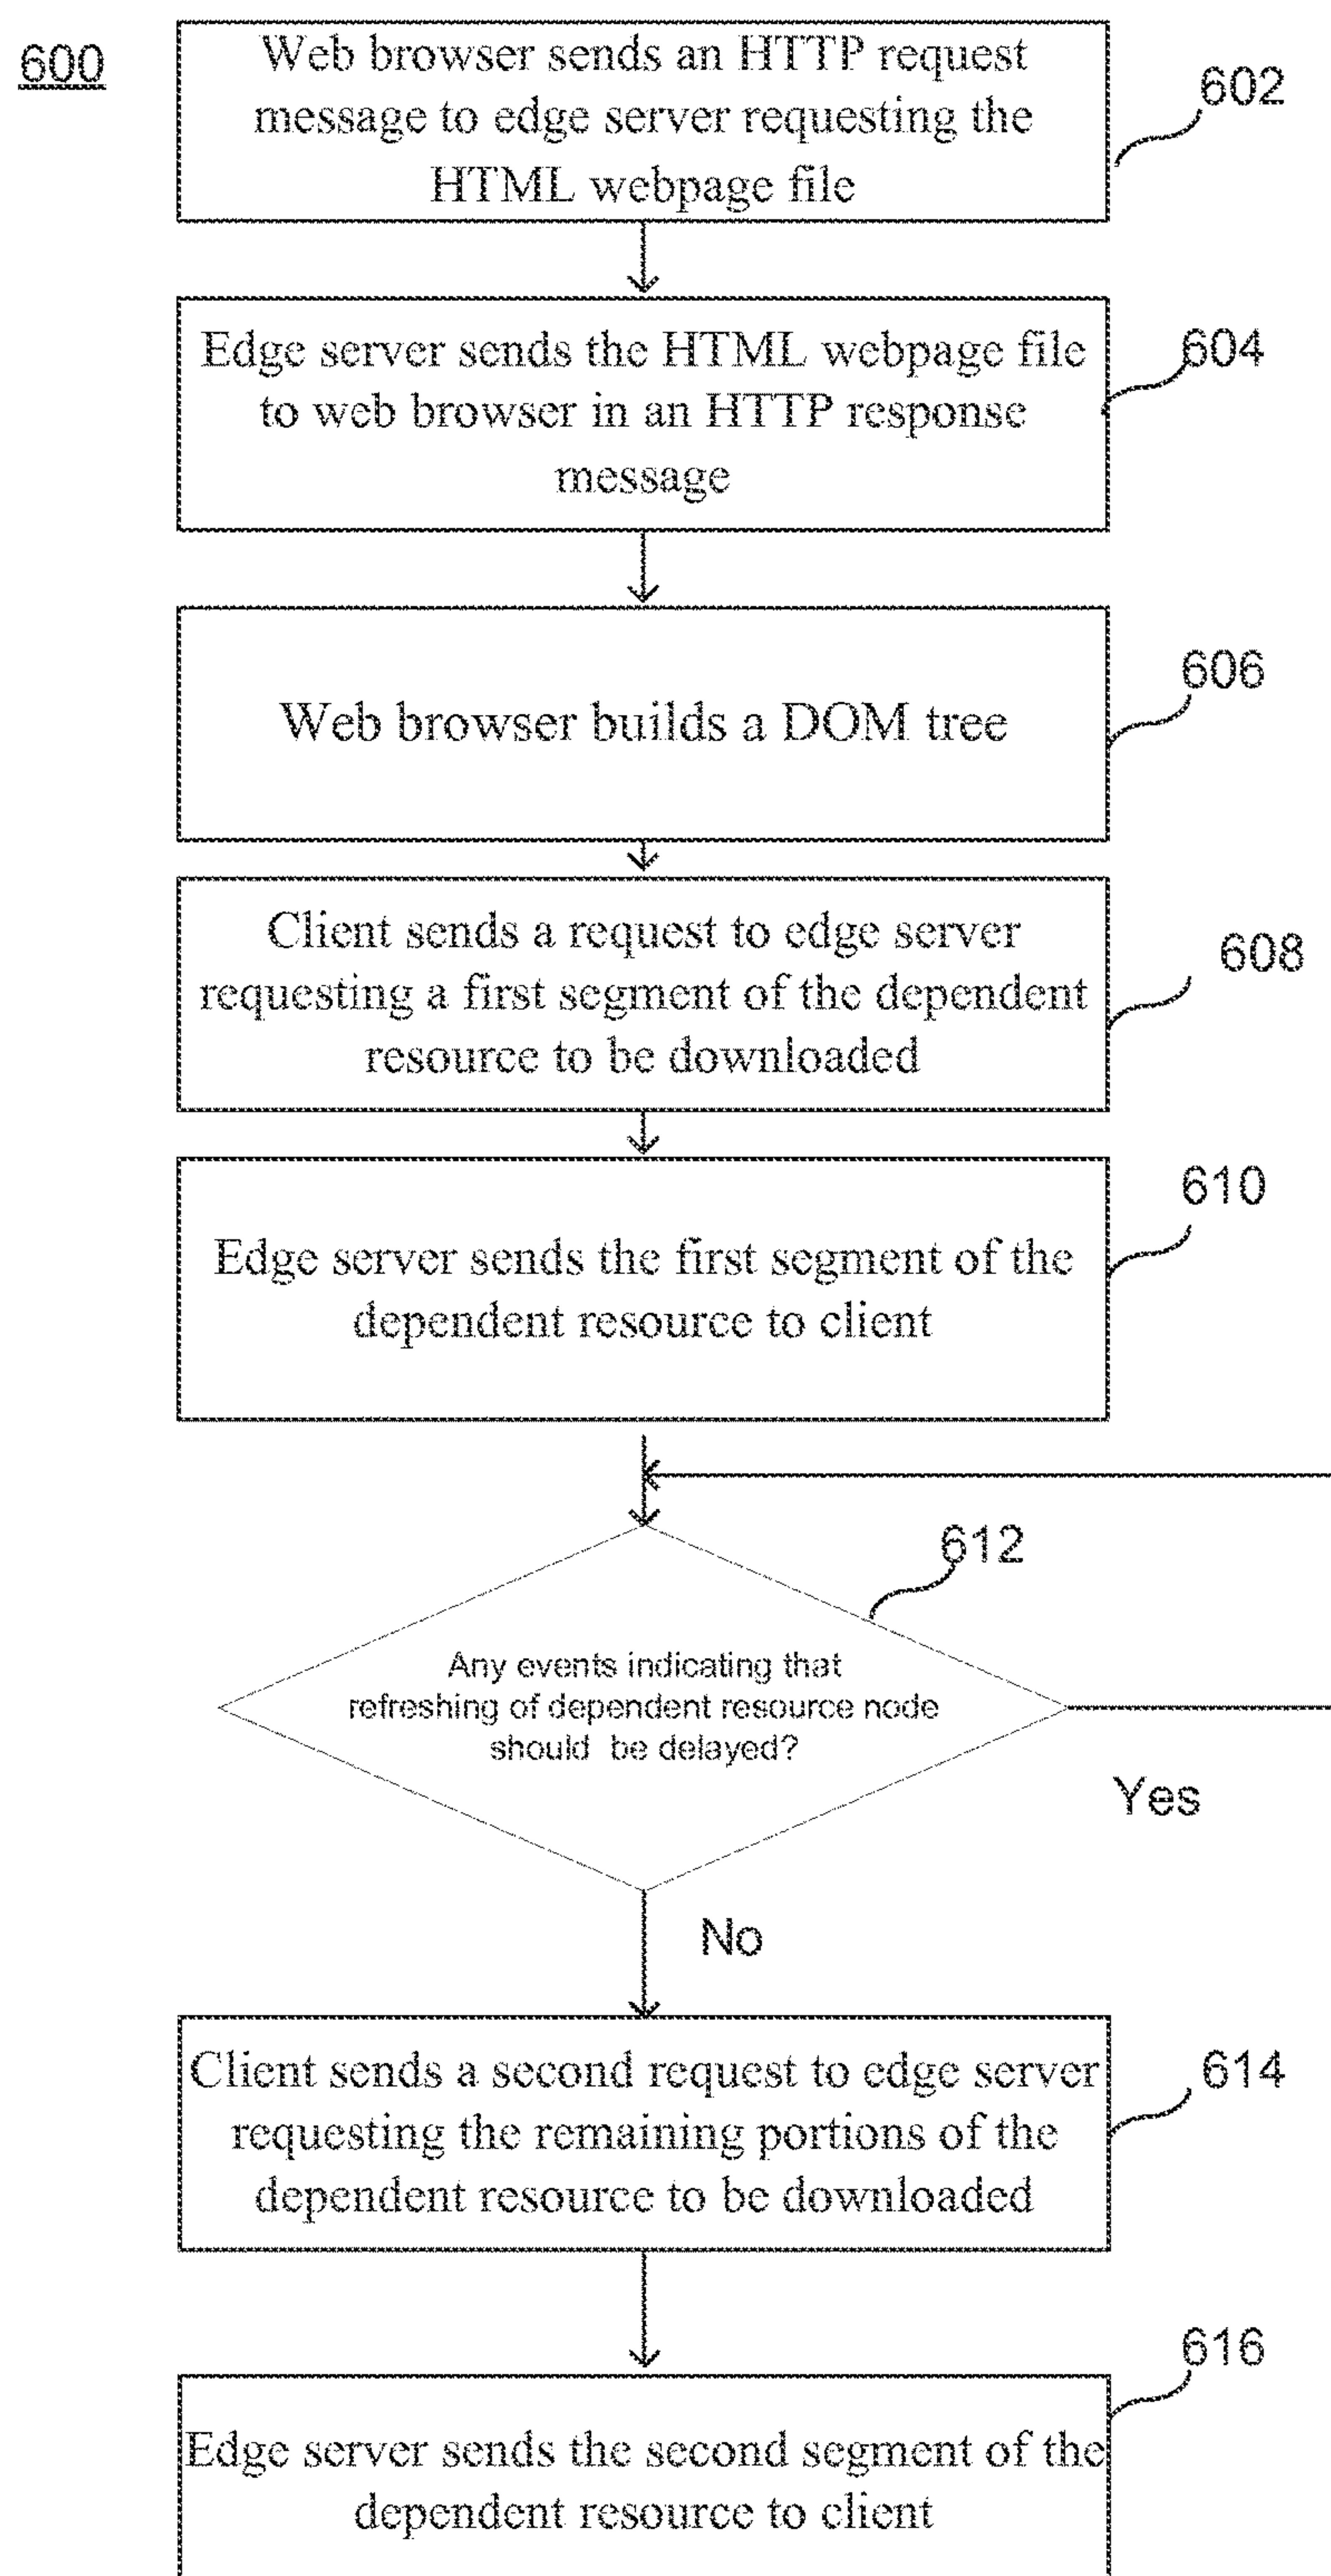 600
Web browser sends an HTTP request
message to edge server requesting the
HTML webpage file
602
Edge server sends the HTML webpage file
to web browser in an HTTP response
message
604
Web browser builds a DOM tree
606
Client sends a request to edge server
requesting a first segment of the dependent
resource to be downloaded
608
Edge server sends the first segment of the
dependent resource to client
610
612
Any events indicating that
refreshing of dependent resource node
should be delayed?
Yes
No
Client sends a second request to edge server
requesting the remaining portions of the
dependent resource to be downloaded
614
Edge server sends the second segment of the
dependent resource to client
616